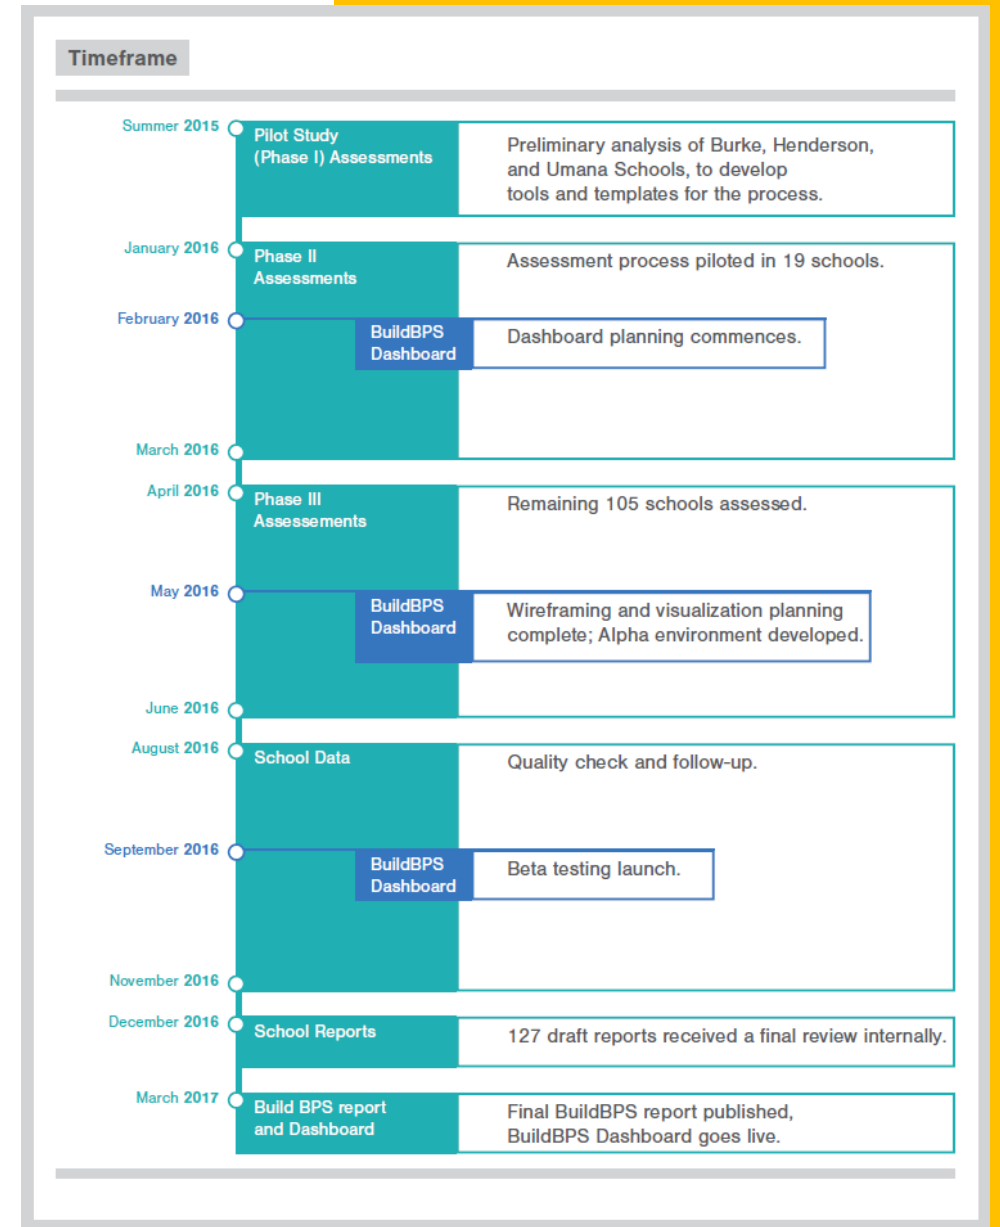 Timeframe
Summer 2015
Pilot Study
(Phase I) Assessments
Preliminary analysis of Burke, Henderson,
and Umana Schools, to develop
tools and templates for the process.
January 2016
Phase II
Assessments
Assessment process piloted in 19 schools.
February 2016
BuildBPS
Dashboard
Dashboard planning commences.
March 2016
April 2016
Phase III
Assessements
Remaining 105 schools assessed.
May 2016
BuildBPS
Dashboard
Wireframing and visualization planning
complete; Alpha environment developed.
June 2016
August 2016
School Data
Quality check and follow-up.
September 2016
BuildBPS
Dashboard
Beta testing launch.
November 2016
December 2016
School Reports
127 draft reports received a final review internally.
March 2017
Build BPS report
and Dashboard
Final BuildBPS report published,
BuildBPS Dashboard goes live.